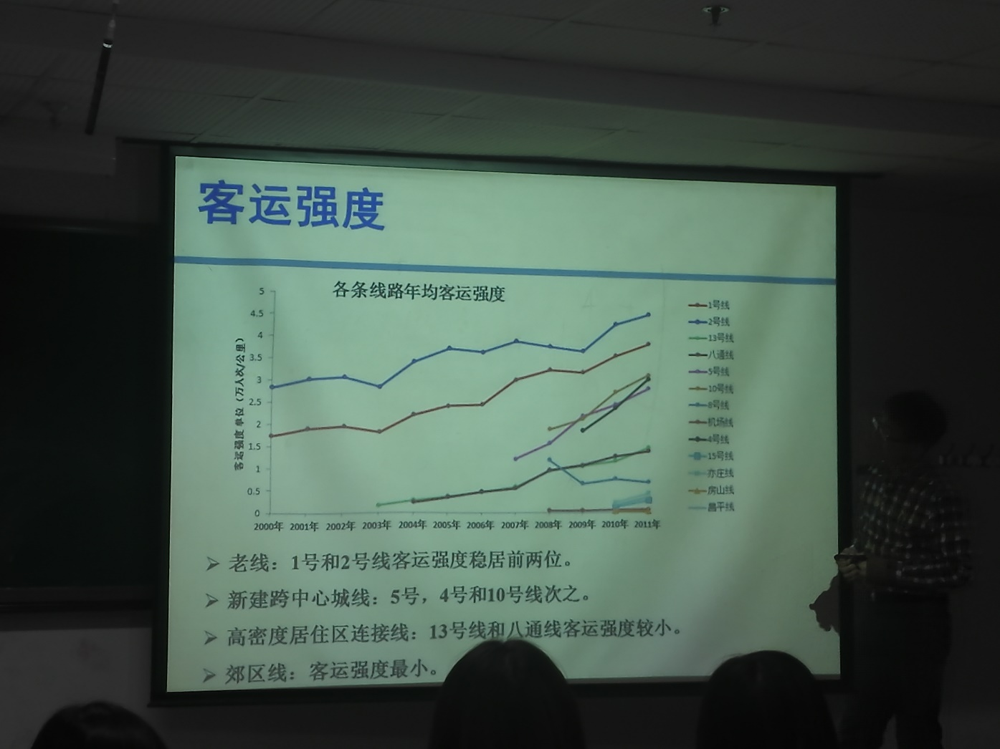 客运强度
各条线路年均客运强度
客运强度单位（万人次/公里）
5
4.5
4
3.5
3
2.5
2
1.5
1
0.5
0
2000年 2001年 2002年 2003年 2004年 2005年 2006年 2007年 2008年 2009年 2010年 2011年
1号线
2号线
13号线
八通线
5号线
10号线
8号线
机场线
4号线
15号线
亦庄线
房山线
昌平线
➢ 老线：1号和2号线客运强度稳居前两位。
➢ 新建跨中心城线：5号，4号和10号线次之。
➢ 高密度居住区连接线：13号线和八通线客运强度较小。
➢ 郊区线：客运强度最小。